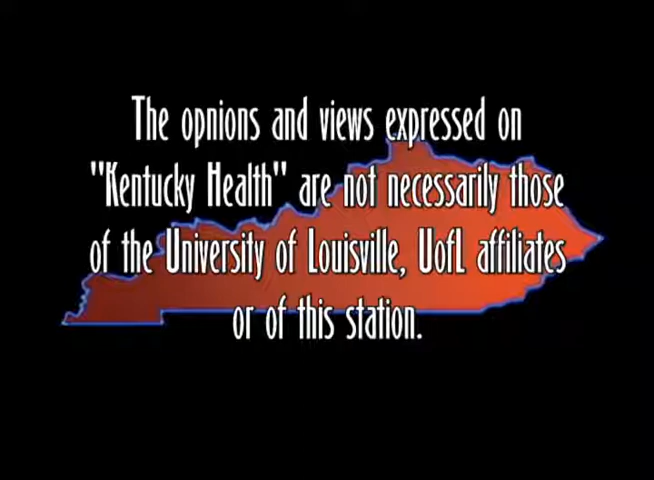 The opnions and views expressed on
"Kentucky Health" are not necessarily those
of the University of Louisville, UofL affiliates
or of this station.